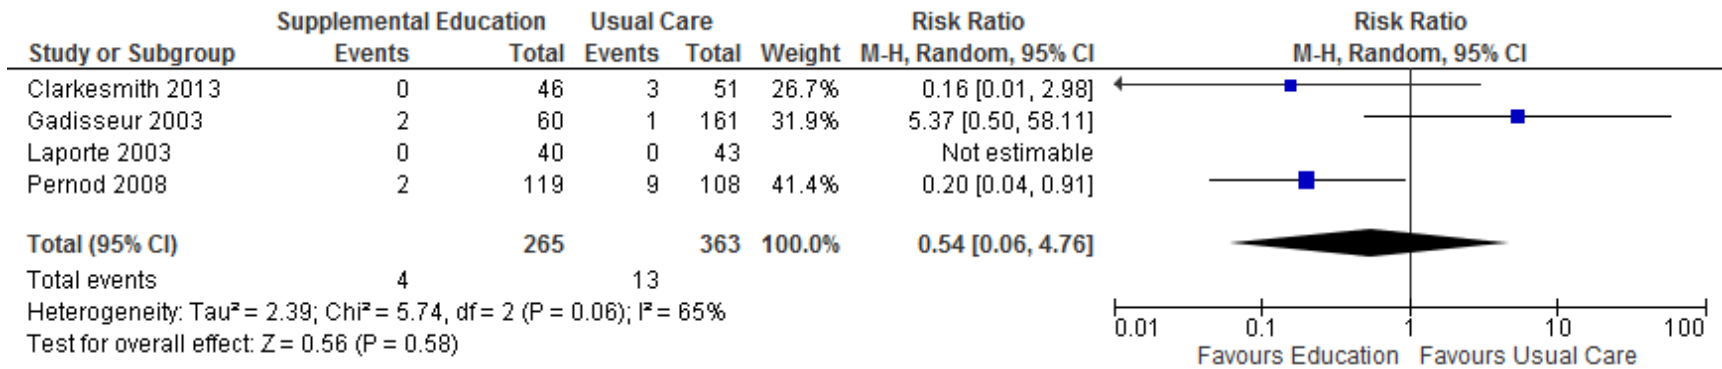 Supplemental Education Usual Care Risk Ratio Risk Ratio
Study or Subgroup Events Total Events Total Weight M-H, Random, 95% CI M-H, Random, 95% CI
Clarkesmith 2013 0 46 3 51 26.7% 0.16 [0.01, 2.98]
Gadisseur 2003 2 60 1 161 31.9% 5.37 [0.50, 58.11]
Laporte 2003 0 40 0 43 Not estimable
Pernod 2008 2 119 9 108 41.4% 0.20 [0.04, 0.91]
Total (95% CI) 265 363 100.0% 0.54 [0.06, 4.76]
Total events 4 13
Heterogeneity: Tau² = 2.39; Chi² = 5.74, df = 2 (P = 0.06); I² = 65%
Test for overall effect: Z = 0.56 (P = 0.58)
0.01 0.1 1 10 100
Favours Education Favours Usual Care